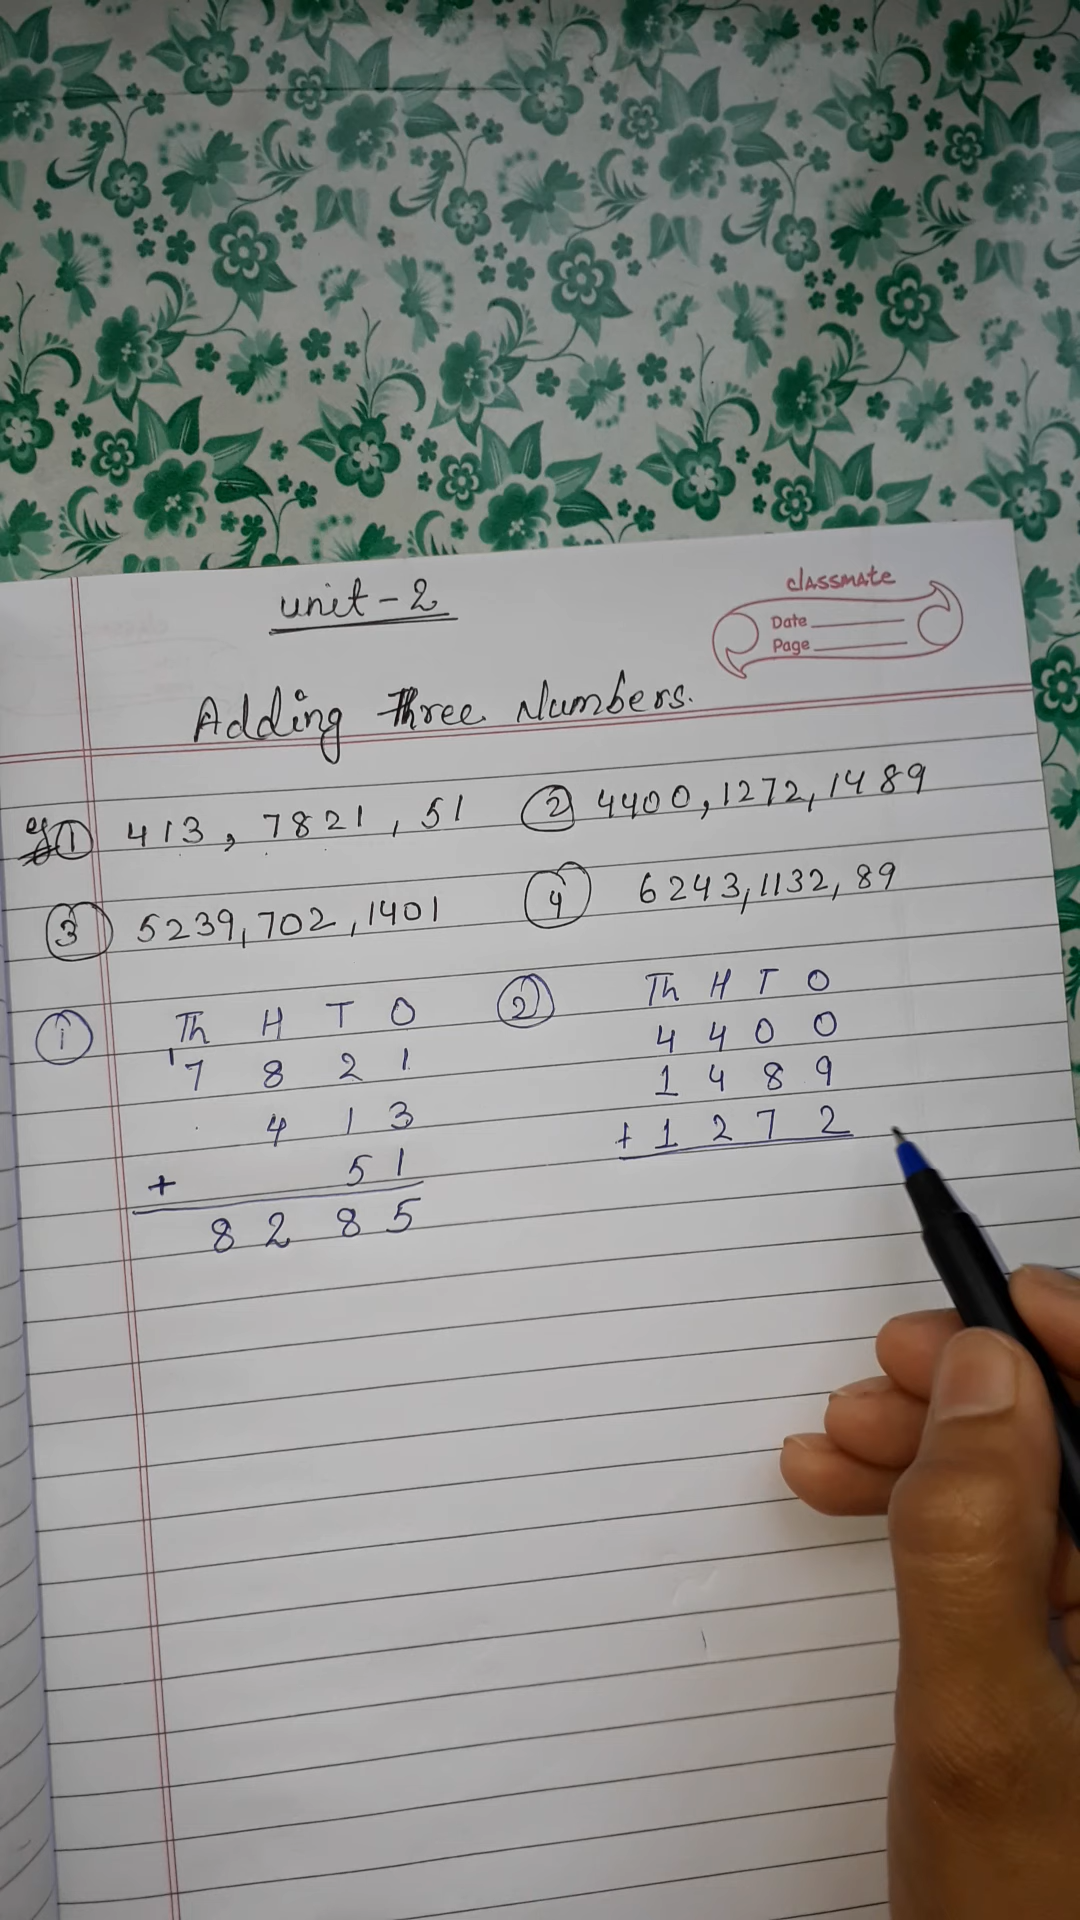 unit-2
classmate
Date
Page
Adding Three Numbers.
① 413, 7821, 51 ② 4400, 1272, 1489
③ 5239, 702, 1401 ④ 6243, 1132, 89
① Th H T O
1 7 8 2 1
4 1 3
+ 5 1
8 2 8 5
② Th H T O
4 4 0 0
1 4 8 9
+ 1 2 7 2